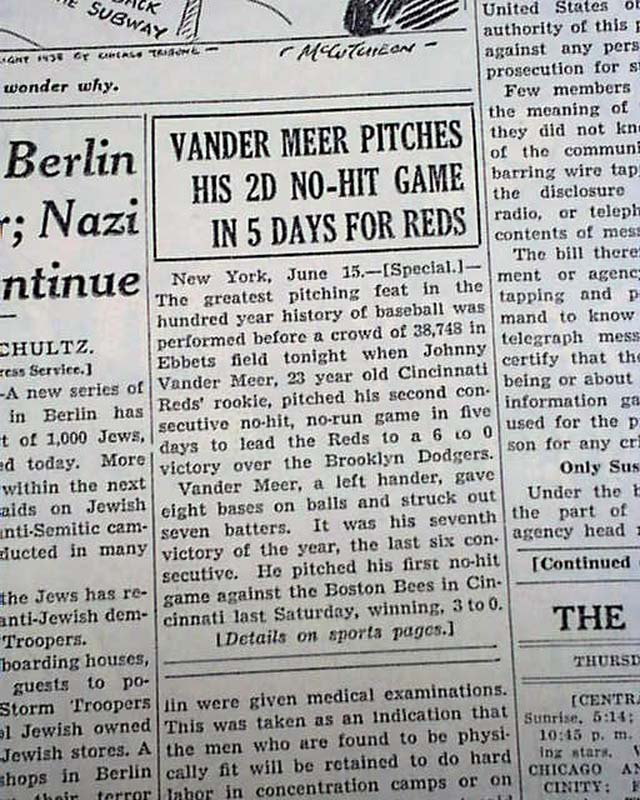 SUBWAY
1938 BY CHICAGO TRIBUNE
McCUTCHEON
wonder why.
Berlin
; Nazi
ntinue
CHULTZ.
ress Service.]
-A new series of
in Berlin has
t of 1,000 Jews,
ed today. More
within the next
aids on Jewish
anti-Semitic cam-
ducted in many
the Jews has re-
anti-Jewish dem-
Troopers.
boarding houses,
guests to po-
Storm Troopers
Jewish owned
Jewish stores. A
shops in Berlin
their terror
VANDER MEER PITCHES
HIS 2D NO-HIT GAME
IN 5 DAYS FOR REDS
New York, June 15.—[Special.]—
The greatest pitching feat in the
hundred year history of baseball was
performed before a crowd of 38,748 in
Ebbets field tonight when Johnny
Vander Meer, 23 year old Cincinnati
Reds' rookie, pitched his second con-
secutive no-hit, no-run game in five
days to lead the Reds to a 6 to 0
victory over the Brooklyn Dodgers.
Vander Meer, a left hander, gave
eight bases on balls and struck out
seven batters. It was his seventh
victory of the year, the last six con-
secutive. He pitched his first no-hit
game against the Boston Bees in Cin-
cinnati last Saturday, winning, 3 to 0.
[Details on sports pages.]
lin were given medical examinations.
This was taken as an indication that
the men who are found to be physi-
cally fit will be retained to do hard
labor in concentration camps or on
United States o
authority of this
against any pers
prosecution for s
Few members
the meaning of
they did not kn
of the communi
barring wire tap
the disclosure
radio, or teleph
contents of mess
The bill there
ment or agenc
tapping and p
mand to know
telegraph mess
certify that the
being or about
information ga
used for the p
son for any cri
Only Sus
Under the b
the part of
agency head
[Continued
THE
THURSD
[CENTRA
Sunrise, 5:14;
10:45 p. m.
ing stars.
CHICAGO AN
CINITY: